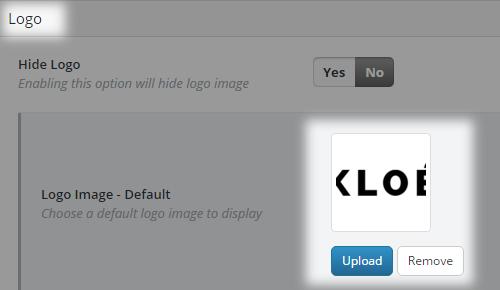 Logo
Hide Logo
Enabling this option will hide logo image
Yes No
KLOÉ
Logo Image - Default
Choose a default logo image to display
Upload Remove